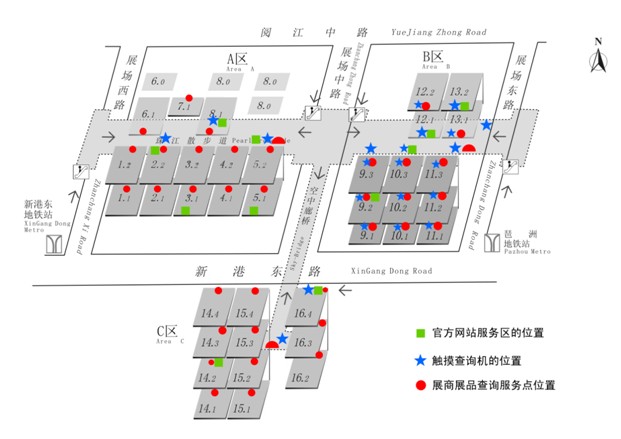 阅江中路 YueJiang Zhong Road
展场西路
A区
Area A
展场中路
Zhanchang Zhong Road
B区
Area B
展场东路
N
6.0
8.0
8.0
12.2
13.2
6.1
7.1
8.1
8.0
12.1
13.1
珠江散步道 Pearl
1.2
2.2
3.2
4.2
5.2
9.3
10.3
11.3
1.1
2.1
3.1
4.1
5.1
9.2
10.2
11.2
9.1
10.1
11.1
新港东
地铁站
XinGang Dong
Metro
Zhanchang Xi Road
空中廊桥
Sky-bridge
Zhanchang Dong Road
琶洲
地铁站
Pazhou Metro
新港东路 XinGang Dong Road
C区
Area C
14.4
15.4
16.4
14.3
15.3
16.3
14.2
15.2
16.2
14.1
15.1
官方网站服务区的位置
触摸查询机的位置
展商展品查询服务点位置